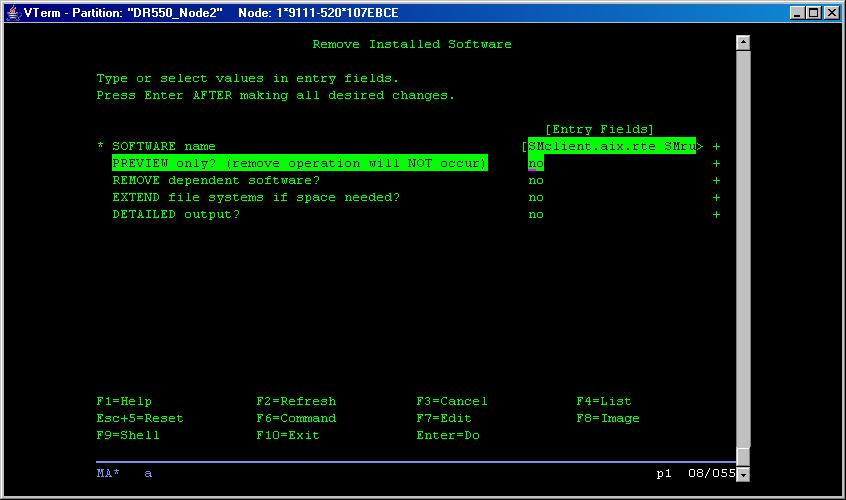 VTerm - Partition: "DR550_Node2" Node: 1*9111-520*107EBCE
Remove Installed Software
Type or select values in entry fields.
Press Enter AFTER making all desired changes.
[Entry Fields]
* SOFTWARE name [SMclient.aix.rte SMru> +
PREVIEW only? (remove operation will NOT occur) no +
REMOVE dependent software? no +
EXTEND file systems if space needed? no +
DETAILED output? no +
F1=Help F2=Refresh F3=Cancel F4=List
Esc+5=Reset F6=Command F7=Edit F8=Image
F9=Shell F10=Exit Enter=Do
MA* a p1 08/055